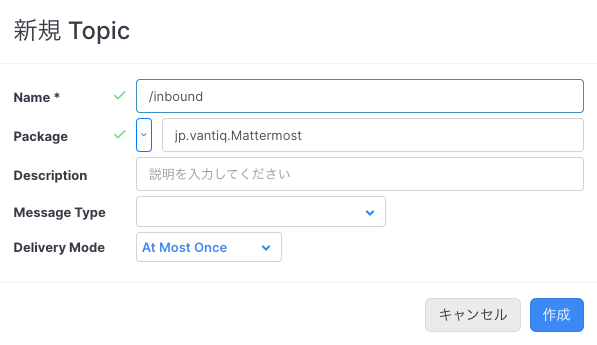 新規 Topic
Name *
/inbound
Package
jp.vantiq.Mattermost
Description
説明を入力してください
Message Type
Delivery Mode
At Most Once
キャンセル
作成